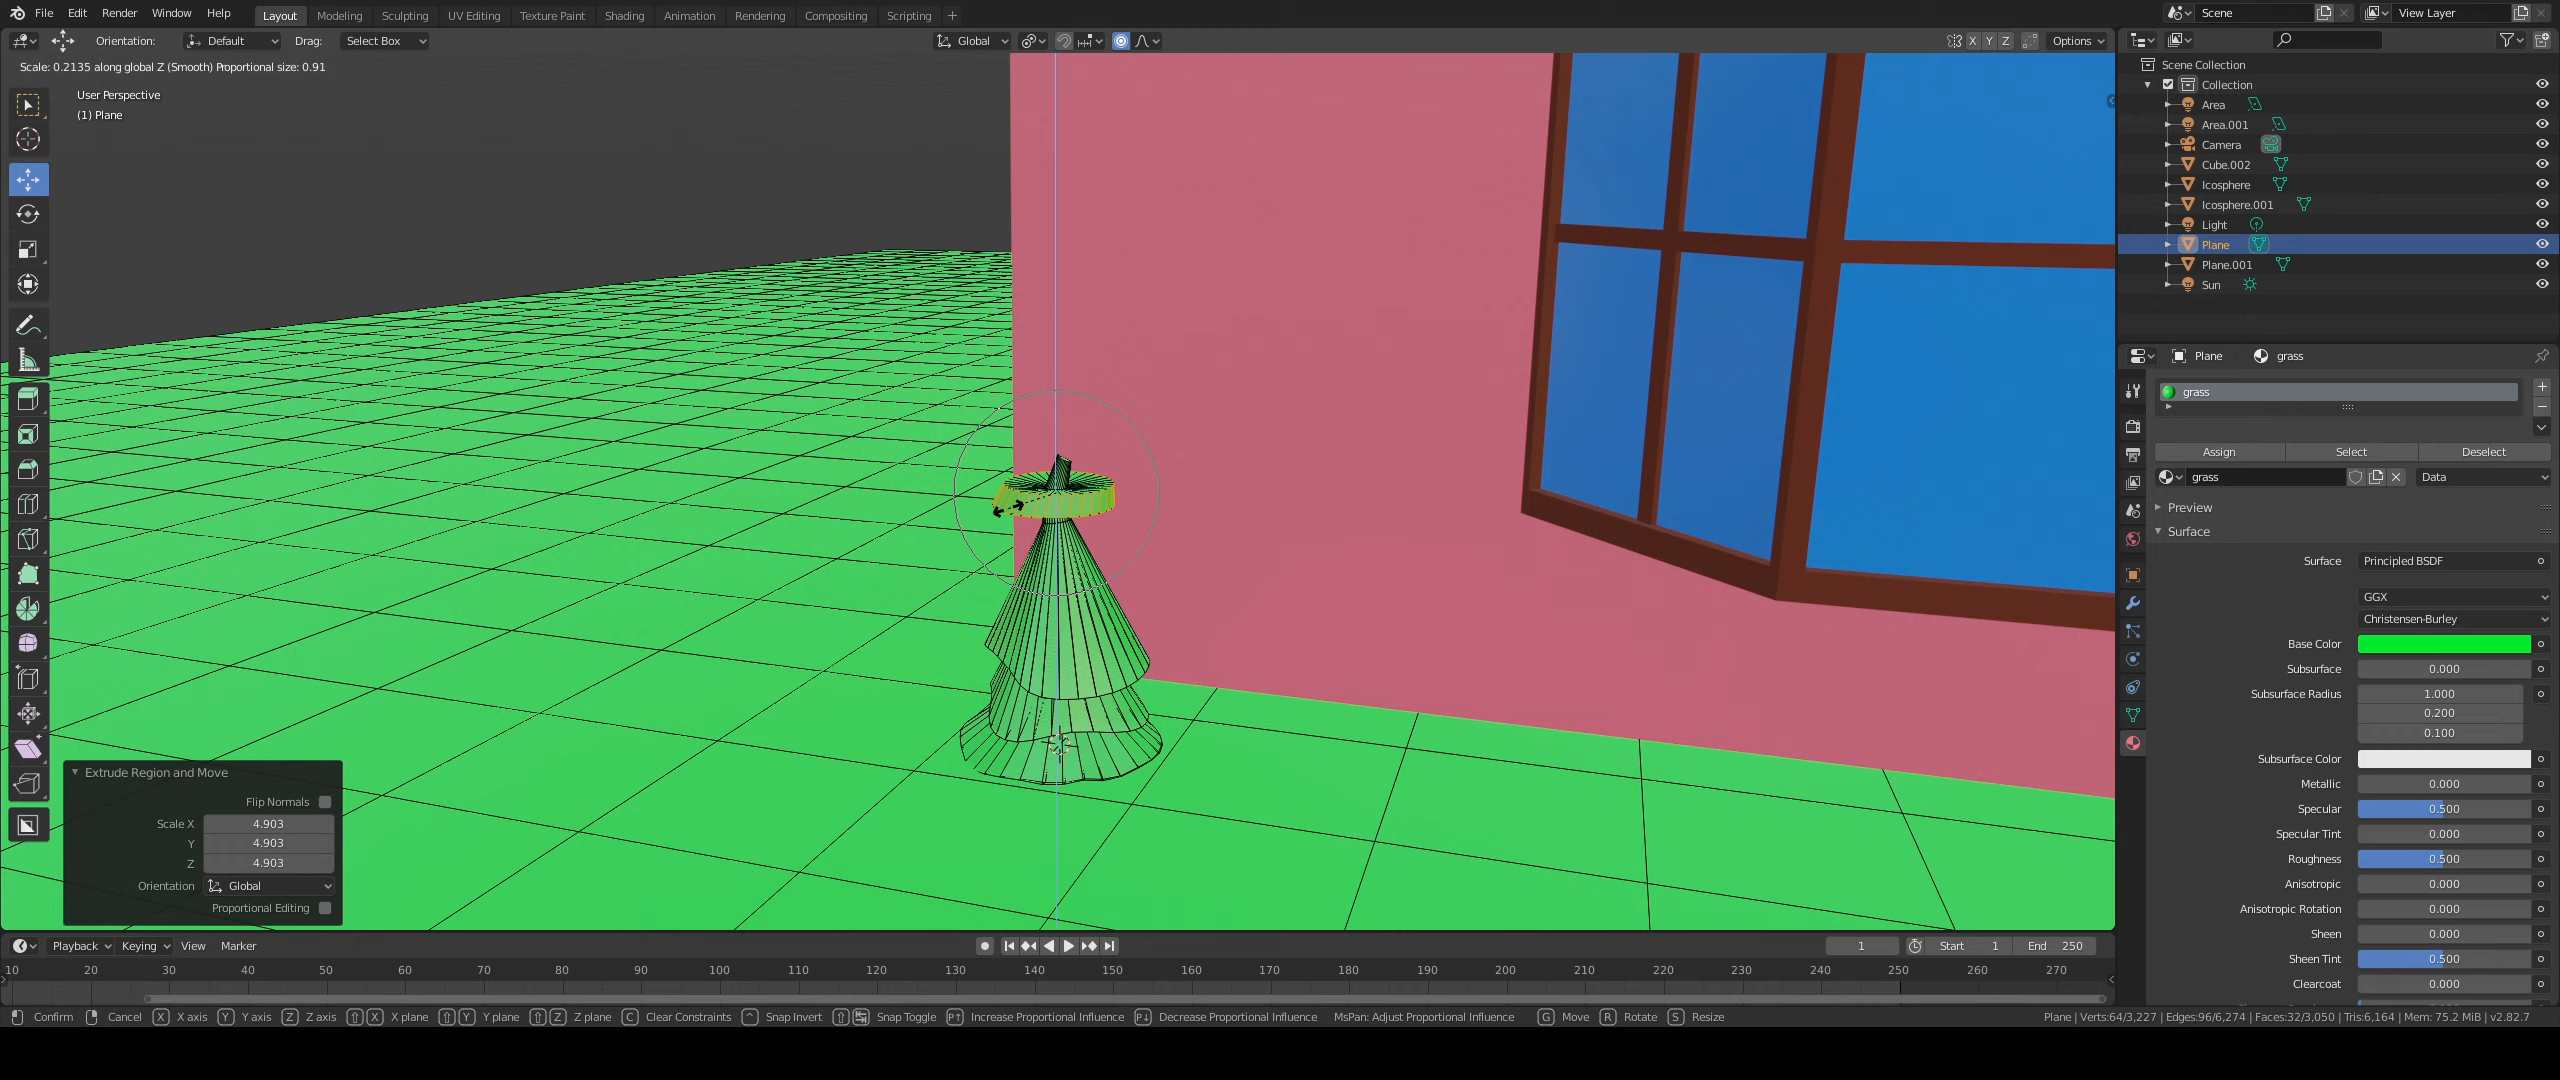 File Edit Render Window Help
Layout Modeling Sculpting UV Editing Texture Paint Shading Animation Rendering Compositing Scripting +
Scene
View Layer
Orientation: Default Drag: Select Box
Global
X Y Z Options
Scale: 0.2135 along global Z (Smooth) Proportional size: 0.91
User Perspective
(1) Plane
Scene Collection
Collection
Area
Area.001
Camera
Cube.002
Icosphere
Icosphere.001
Light
Plane
Plane.001
Sun
Plane grass
grass
Assign Select Deselect
grass Data
Preview
Surface
Surface Principled BSDF
GGX
Christensen-Burley
Base Color
Subsurface 0.000
Subsurface Radius 1.000
0.200
0.100
Subsurface Color
Metallic 0.000
Specular 0.500
Specular Tint 0.000
Roughness 0.500
Anisotropic 0.000
Anisotropic Rotation 0.000
Sheen 0.000
Sheen Tint 0.500
Clearcoat 0.000
Extrude Region and Move
Flip Normals
Scale X 4.903
Y 4.903
Z 4.903
Orientation Global
Proportional Editing
Playback Keying View Marker
1 Start 1 End 250
10 20 30 40 50 60 70 80 90 100 110 120 130 140 150 160 170 180 190 200 210 220 230 240 250 260 270
Confirm Cancel X X axis Y Y axis Z Z axis X X plane Y Y plane Z Z plane C Clear Constraints Snap Invert Snap Toggle Increase Proportional Influence Decrease Proportional Influence MsPan: Adjust Proportional Influence G Move R Rotate S Resize
Plane | Verts:64/3,227 | Edges:96/6,274 | Faces:32/3,050 | Tris:6,164 | Mem: 75.2 MiB | v2.82.7